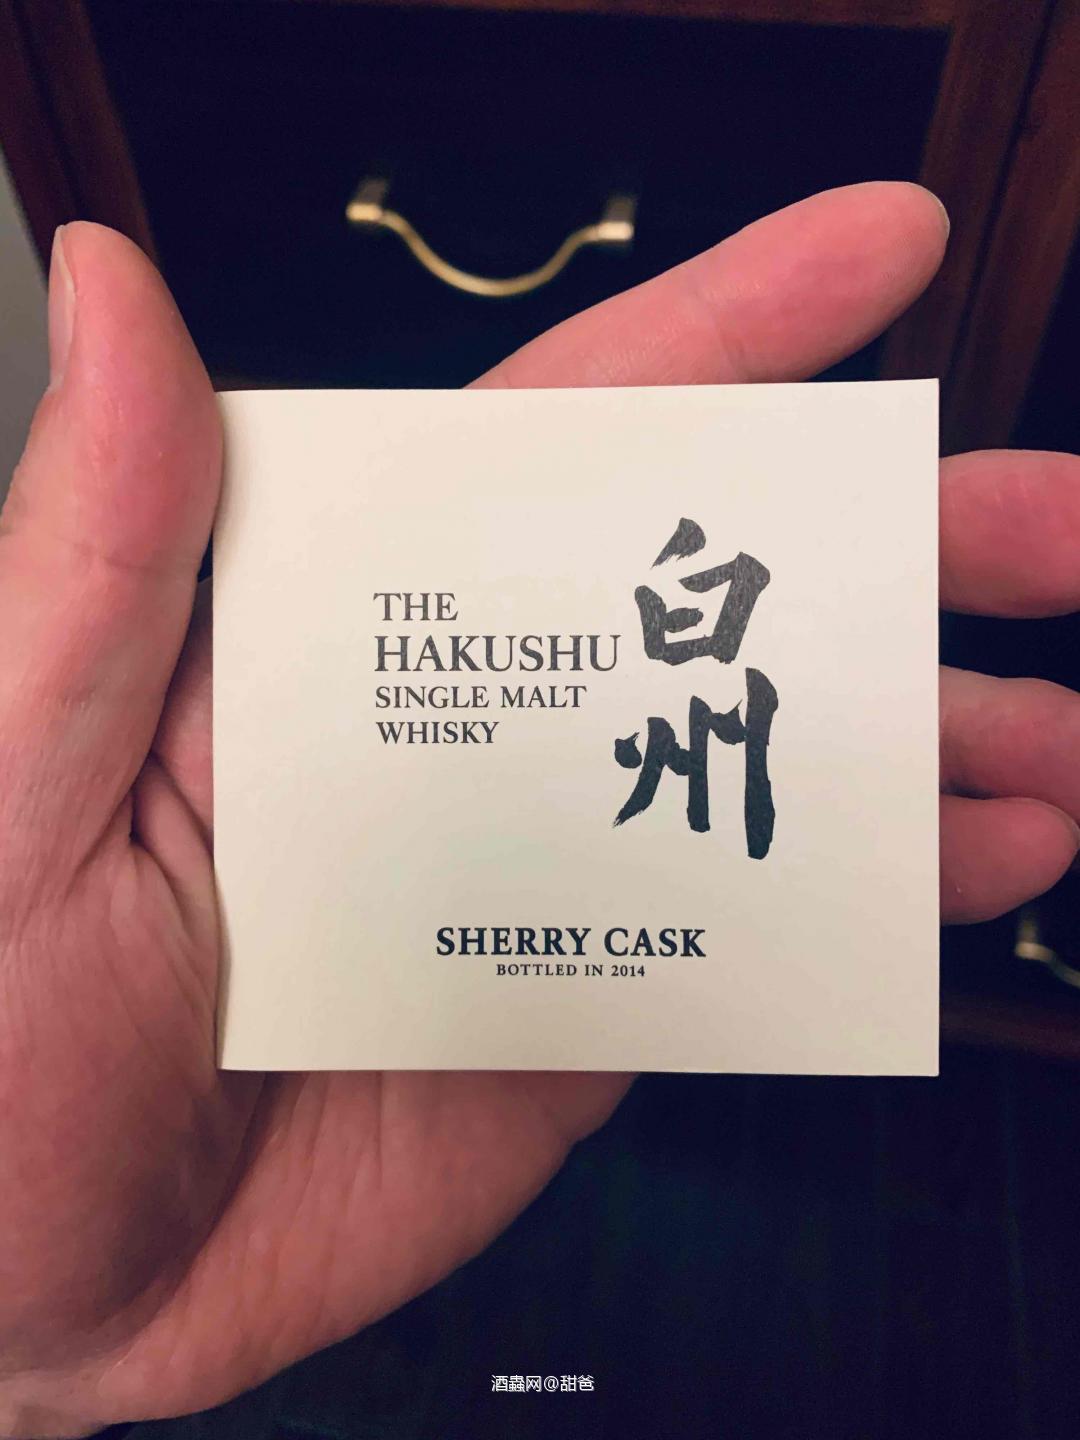 THE
HAKUSHU
SINGLE MALT
WHISKY
白州
SHERRY CASK
BOTTLED IN 2014
酒蟲网@甜爸